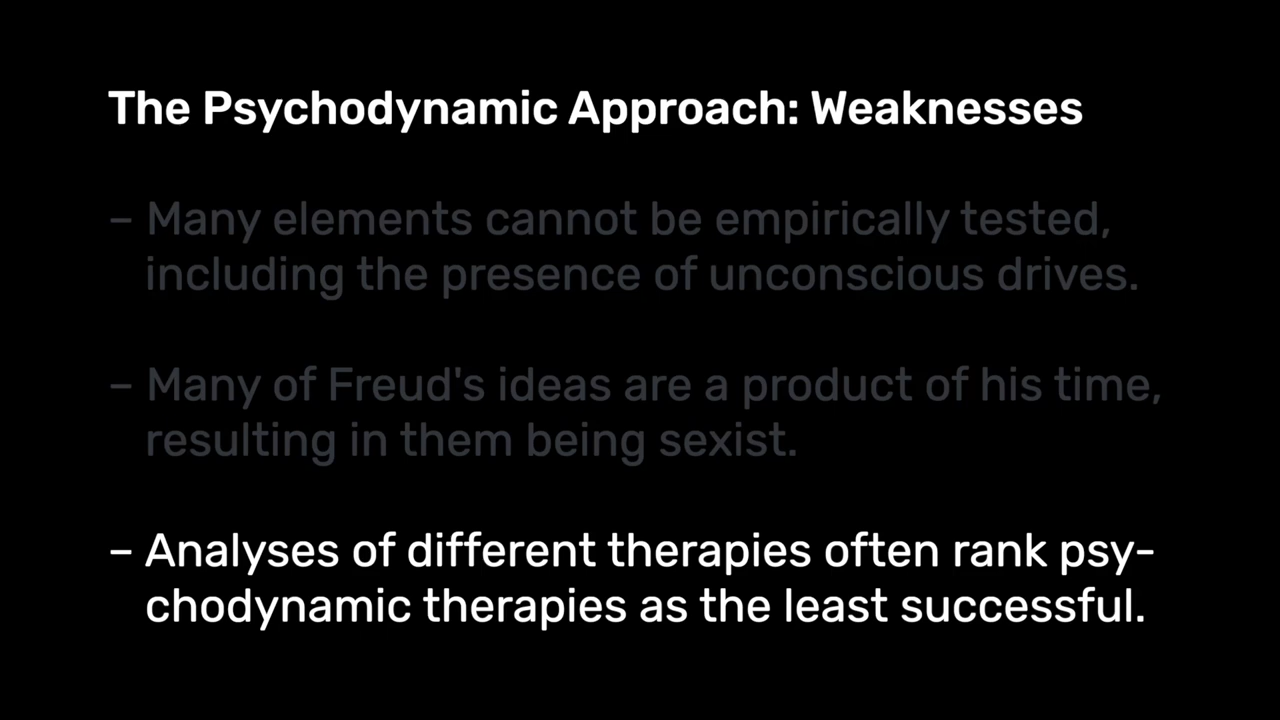 The Psychodynamic Approach: Weaknesses
– Many elements cannot be empirically tested,
including the presence of unconscious drives.
– Many of Freud's ideas are a product of his time,
resulting in them being sexist.
– Analyses of different therapies often rank psy-
chodynamic therapies as the least successful.